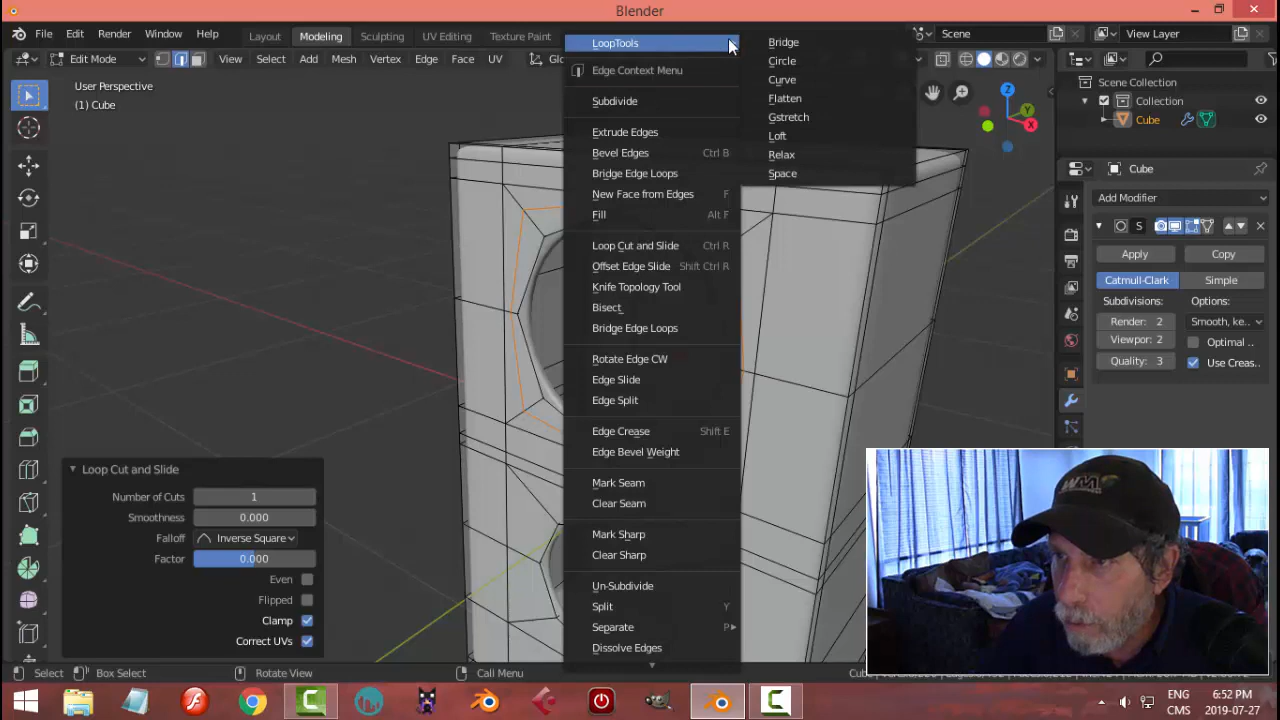 Blender
File
Render
Window
Help
Layout
Modeling
Sculpting
UV Editing
Texture Paint
Scene
View Layer
Edit Mode
View
Select
Add
Mesh
Vertex
Edge
Face
UV
User Perspective
(1) Cube
LoopTools
Edge Context Menu
Subdivide
Extrude Edges
Bevel Edges Ctrl B
Bridge Edge Loops
New Face from Edges F
Fill Alt F
Loop Cut and Slide Ctrl R
Offset Edge Slide Shift Ctrl R
Knife Topology Tool
Bisect
Bridge Edge Loops
Rotate Edge CW
Edge Slide
Edge Split
Edge Crease Shift E
Edge Bevel Weight
Mark Seam
Clear Seam
Mark Sharp
Clear Sharp
Un-Subdivide
Split Y
Separate P
Dissolve Edges
Bridge
Circle
Curve
Flatten
Gstretch
Loft
Relax
Space
Z
Y
X
Scene Collection
Collection
Cube
Cube
Add Modifier
S
Apply
Copy
Catmull-Clark
Simple
Subdivisions:
Options:
Render: 2
Smooth, ke..
Viewpor: 2
Optimal ..
Quality: 3
Use Creas..
Loop Cut and Slide
Number of Cuts 1
Smoothness 0.000
Falloff Inverse Square
Factor 0.000
Even
Flipped
Clamp
Correct UVs
Select
Box Select
Rotate View
Call Menu
ENG
CMS
6:52 PM
2019-07-27